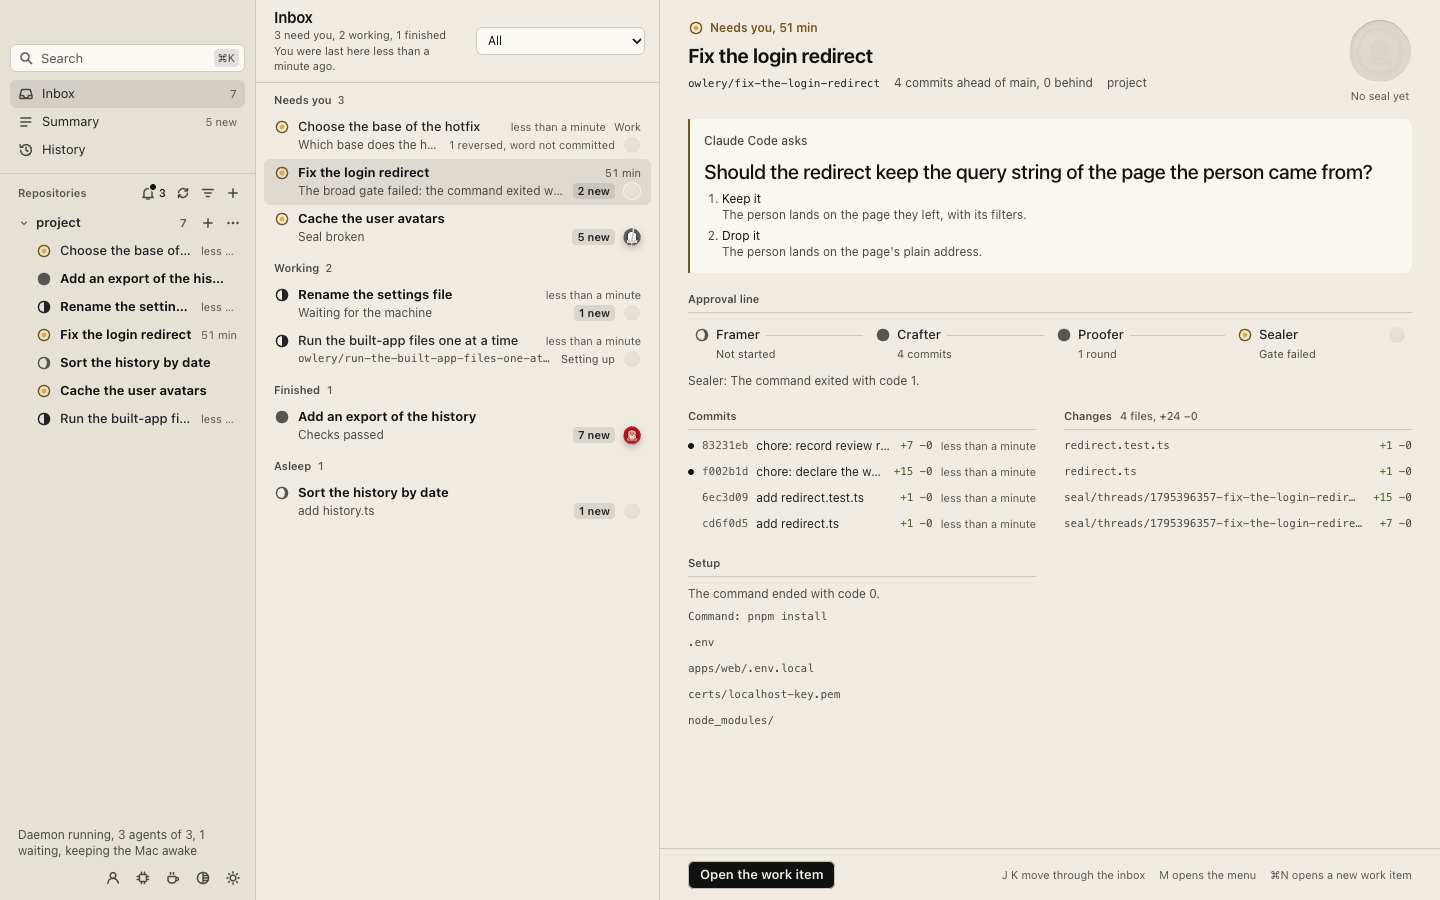 Search ⌘K
Inbox 7
Summary 5 new
History
Repositories 3
project 7
Choose the base of... less ...
Add an export of the his...
Rename the settin... less ...
Fix the login redirect 51 min
Sort the history by date
Cache the user avatars
Run the built-app fi... less ...
Daemon running, 3 agents of 3, 1
waiting, keeping the Mac awake
Inbox
3 need you, 2 working, 1 finished
You were last here less than a
minute ago.
All
Needs you 3
Choose the base of the hotfix less than a minute Work
Which base does the h... 1 reversed, word not committed
Fix the login redirect 51 min
The broad gate failed: the command exited w... 2 new
Cache the user avatars
Seal broken 5 new
Working 2
Rename the settings file less than a minute
Waiting for the machine 1 new
Run the built-app files one at a time less than a minute
owlery/run-the-built-app-files-one-at... Setting up
Finished 1
Add an export of the history
Checks passed 7 new
Asleep 1
Sort the history by date
add history.ts 1 new
Needs you, 51 min
Fix the login redirect
owlery/fix-the-login-redirect 4 commits ahead of main, 0 behind project
No seal yet
Claude Code asks
Should the redirect keep the query string of the page the person came from?
1. Keep it
The person lands on the page they left, with its filters.
2. Drop it
The person lands on the page's plain address.
Approval line
Framer Crafter Proofer Sealer
Not started 4 commits 1 round Gate failed
Sealer: The command exited with code 1.
Commits
83231eb chore: record review r... +7 −0 less than a minute
f002b1d chore: declare the w... +15 −0 less than a minute
6ec3d09 add redirect.test.ts +1 −0 less than a minute
cd6f0d5 add redirect.ts +1 −0 less than a minute
Changes 4 files, +24 −0
redirect.test.ts +1 −0
redirect.ts +1 −0
seal/threads/1795396357-fix-the-login-redir... +15 −0
seal/threads/1795396357-fix-the-login-redire... +7 −0
Setup
The command ended with code 0.
Command: pnpm install
.env
apps/web/.env.local
certs/localhost-key.pem
node_modules/
Open the work item
J K move through the inbox M opens the menu ⌘N opens a new work item